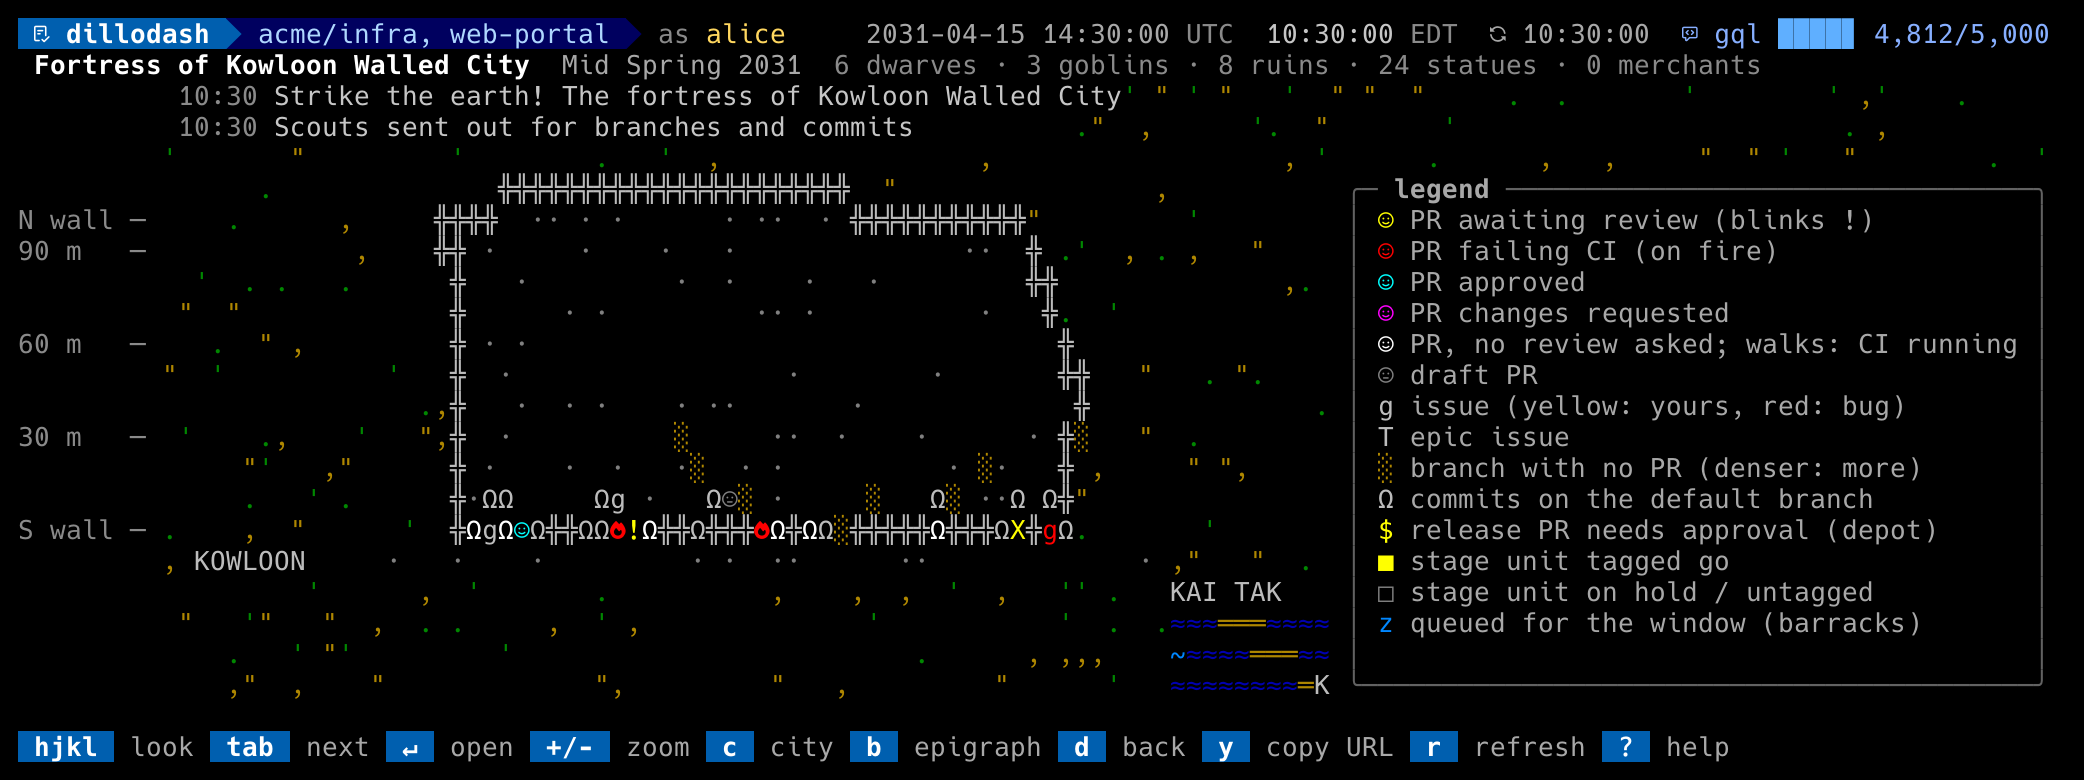 dillodash acme/infra, web-portal as alice 2031-04-15 14:30:00 UTC 10:30:00 EDT 10:30:00 gql 4,812/5,000
Fortress of Kowloon Walled City Mid Spring 2031 6 dwarves · 3 goblins · 8 ruins · 24 statues · 0 merchants
10:30 Strike the earth! The fortress of Kowloon Walled City
10:30 Scouts sent out for branches and commits
legend
N wall
☺ PR awaiting review (blinks !)
90 m
☺ PR failing CI (on fire)
☺ PR approved
☺ PR changes requested
60 m
☺ PR, no review asked; walks: CI running
☺ draft PR
g issue (yellow: yours, red: bug)
30 m
T epic issue
░ branch with no PR (denser: more)
Ω commits on the default branch
S wall
$ release PR needs approval (depot)
KOWLOON
■ stage unit tagged go
KAI TAK
□ stage unit on hold / untagged
z queued for the window (barracks)
K
hjkl look tab next ↵ open +/- zoom c city b epigraph d back y copy URL r refresh ? help